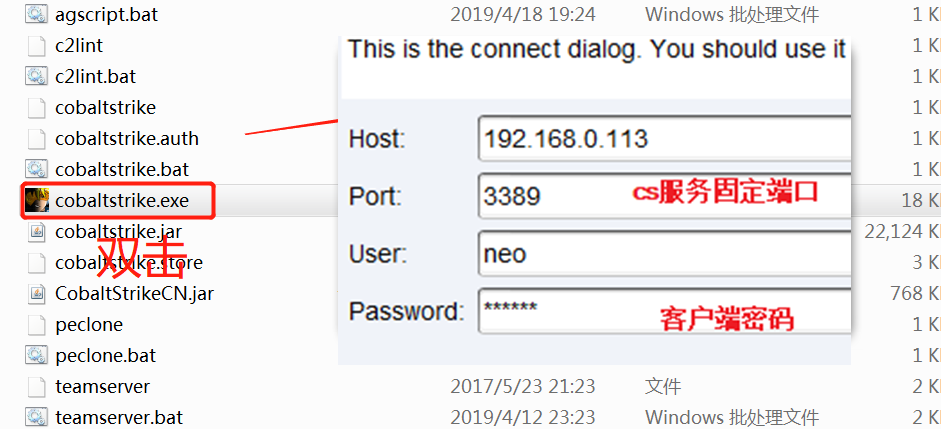 agscript.bat 2019/4/18 19:24 Windows 批处理文件 1 K
c2lint 1 K
c2lint.bat 1 K
cobaltstrike 1 K
cobaltstrike.auth 1 K
cobaltstrike.bat 1 K
cobaltstrike.exe 18 K
cobaltstrike.jar 22,124 K
双击
cobaltstrike.store 3 K
CobaltStrikeCN.jar 768 K
peclone 1 K
peclone.bat 1 K
teamserver 2017/5/23 21:23 文件 2 K
teamserver.bat 2019/4/12 23:23 Windows 批处理文件 2 K
This is the connect dialog. You should use it
Host: 192.168.0.113
Port: 3389 cs服务固定端口
User: neo
Password: ****** 客户端密码